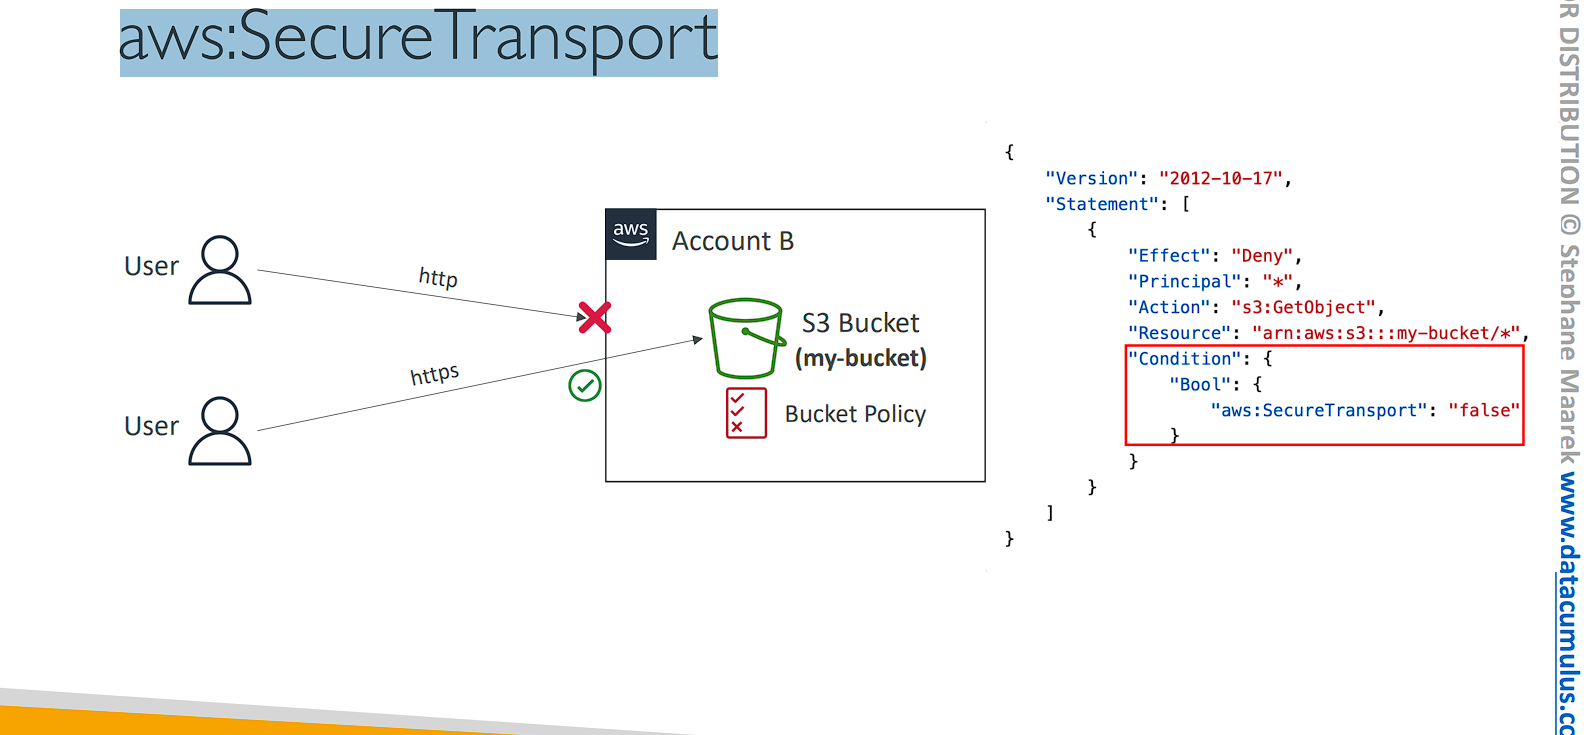 aws:SecureTransport
User
http
User
https
aws
Account B
S3 Bucket
(my-bucket)
Bucket Policy
{
"Version": "2012-10-17",
"Statement": [
{
"Effect": "Deny",
"Principal": "*",
"Action": "s3:GetObject",
"Resource": "arn:aws:s3:::my-bucket/*",
"Condition": {
"Bool": {
"aws:SecureTransport": "false"
}
}
}
]
}
R DISTRIBUTION © Stephane Maarek www.datacumulus.co